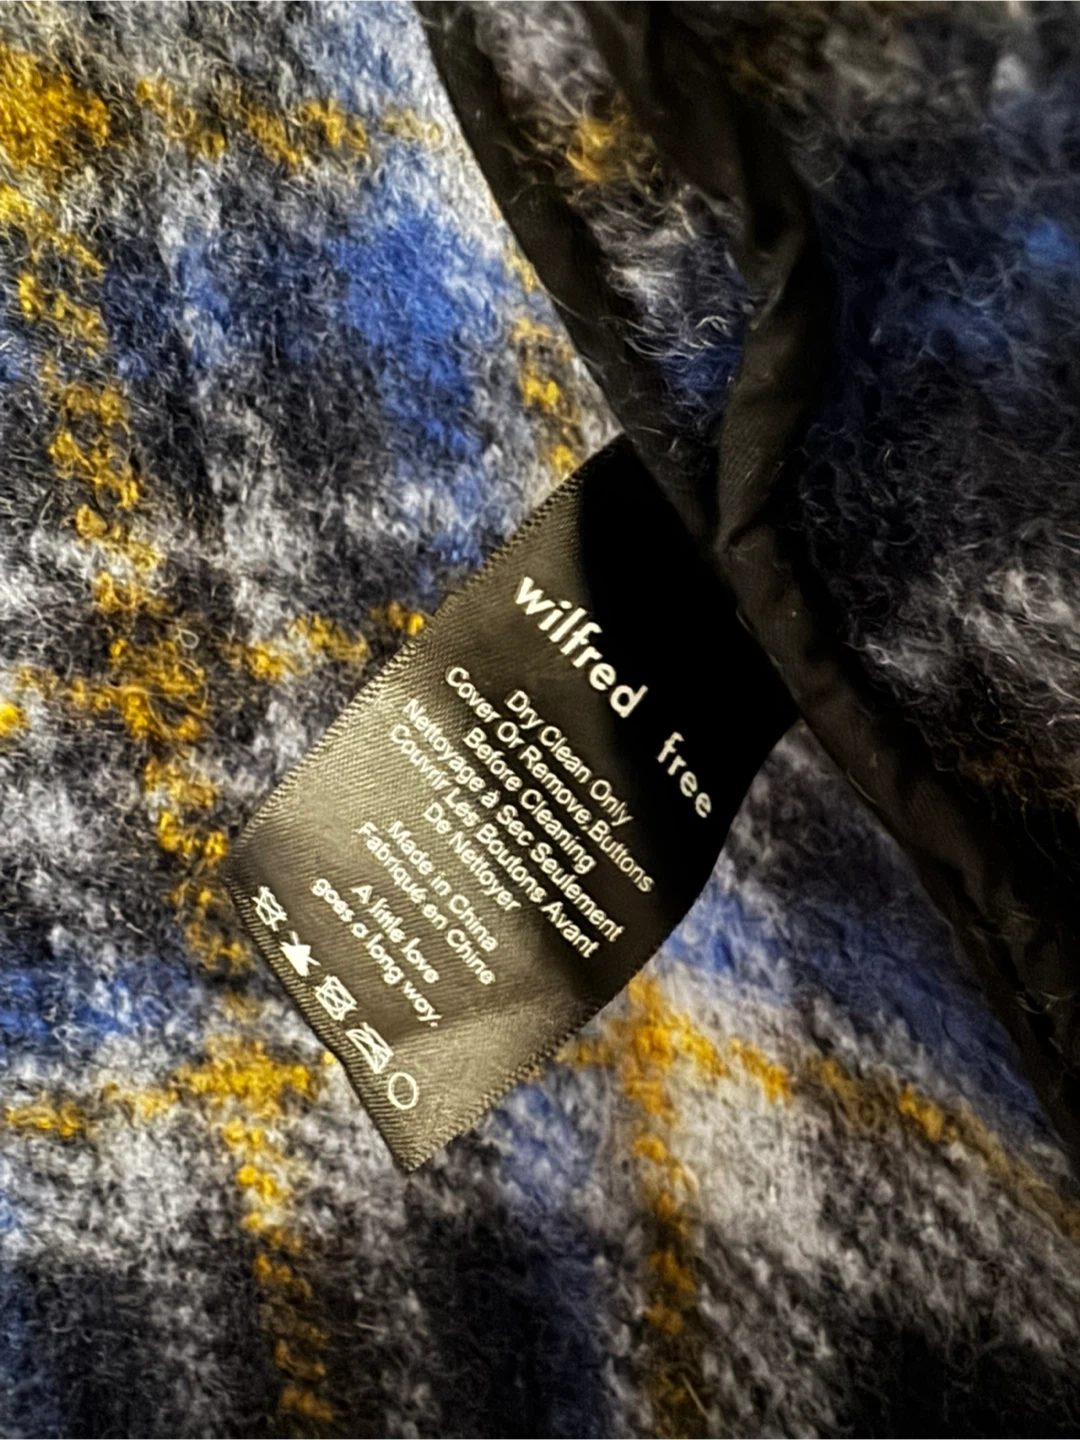 wilfred free
Dry Clean Only
Cover Or Remove Buttons
Before Cleaning
Nettoyage à Sec Seulement
Couvrir Les Boutons Avant
De Nettoyer
Made in China
Fabriqué en Chine
A little love
goes a long way.